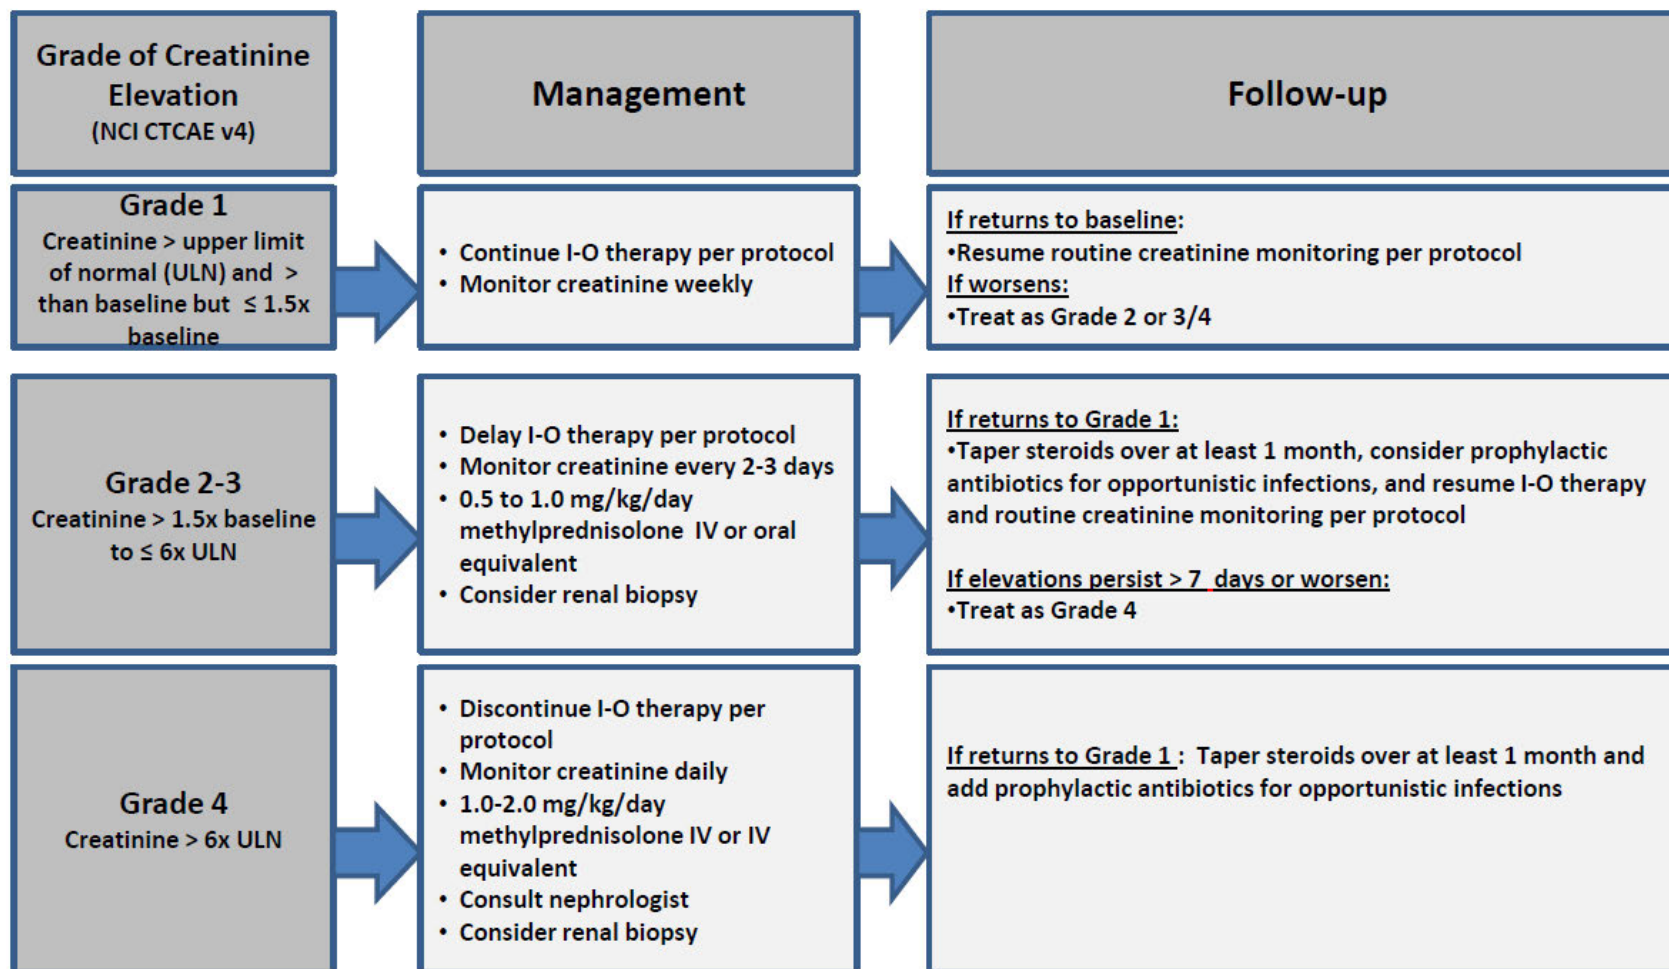 Grade of Creatinine
Elevation
(NCI CTCAE v4)
Management
Follow-up
Grade 1
Creatinine > upper limit
of normal (ULN) and >
than baseline but ≤ 1.5x
baseline
• Continue I-O therapy per protocol
• Monitor creatinine weekly
If returns to baseline:
•Resume routine creatinine monitoring per protocol
If worsens:
•Treat as Grade 2 or 3/4
Grade 2-3
Creatinine > 1.5x baseline
to ≤ 6x ULN
• Delay I-O therapy per protocol
• Monitor creatinine every 2-3 days
• 0.5 to 1.0 mg/kg/day
methylprednisolone IV or oral
equivalent
• Consider renal biopsy
If returns to Grade 1:
•Taper steroids over at least 1 month, consider prophylactic
antibiotics for opportunistic infections, and resume I-O therapy
and routine creatinine monitoring per protocol
If elevations persist > 7 days or worsen:
•Treat as Grade 4
Grade 4
Creatinine > 6x ULN
• Discontinue I-O therapy per
protocol
• Monitor creatinine daily
• 1.0-2.0 mg/kg/day
methylprednisolone IV or IV
equivalent
• Consult nephrologist
• Consider renal biopsy
If returns to Grade 1 : Taper steroids over at least 1 month and
add prophylactic antibiotics for opportunistic infections